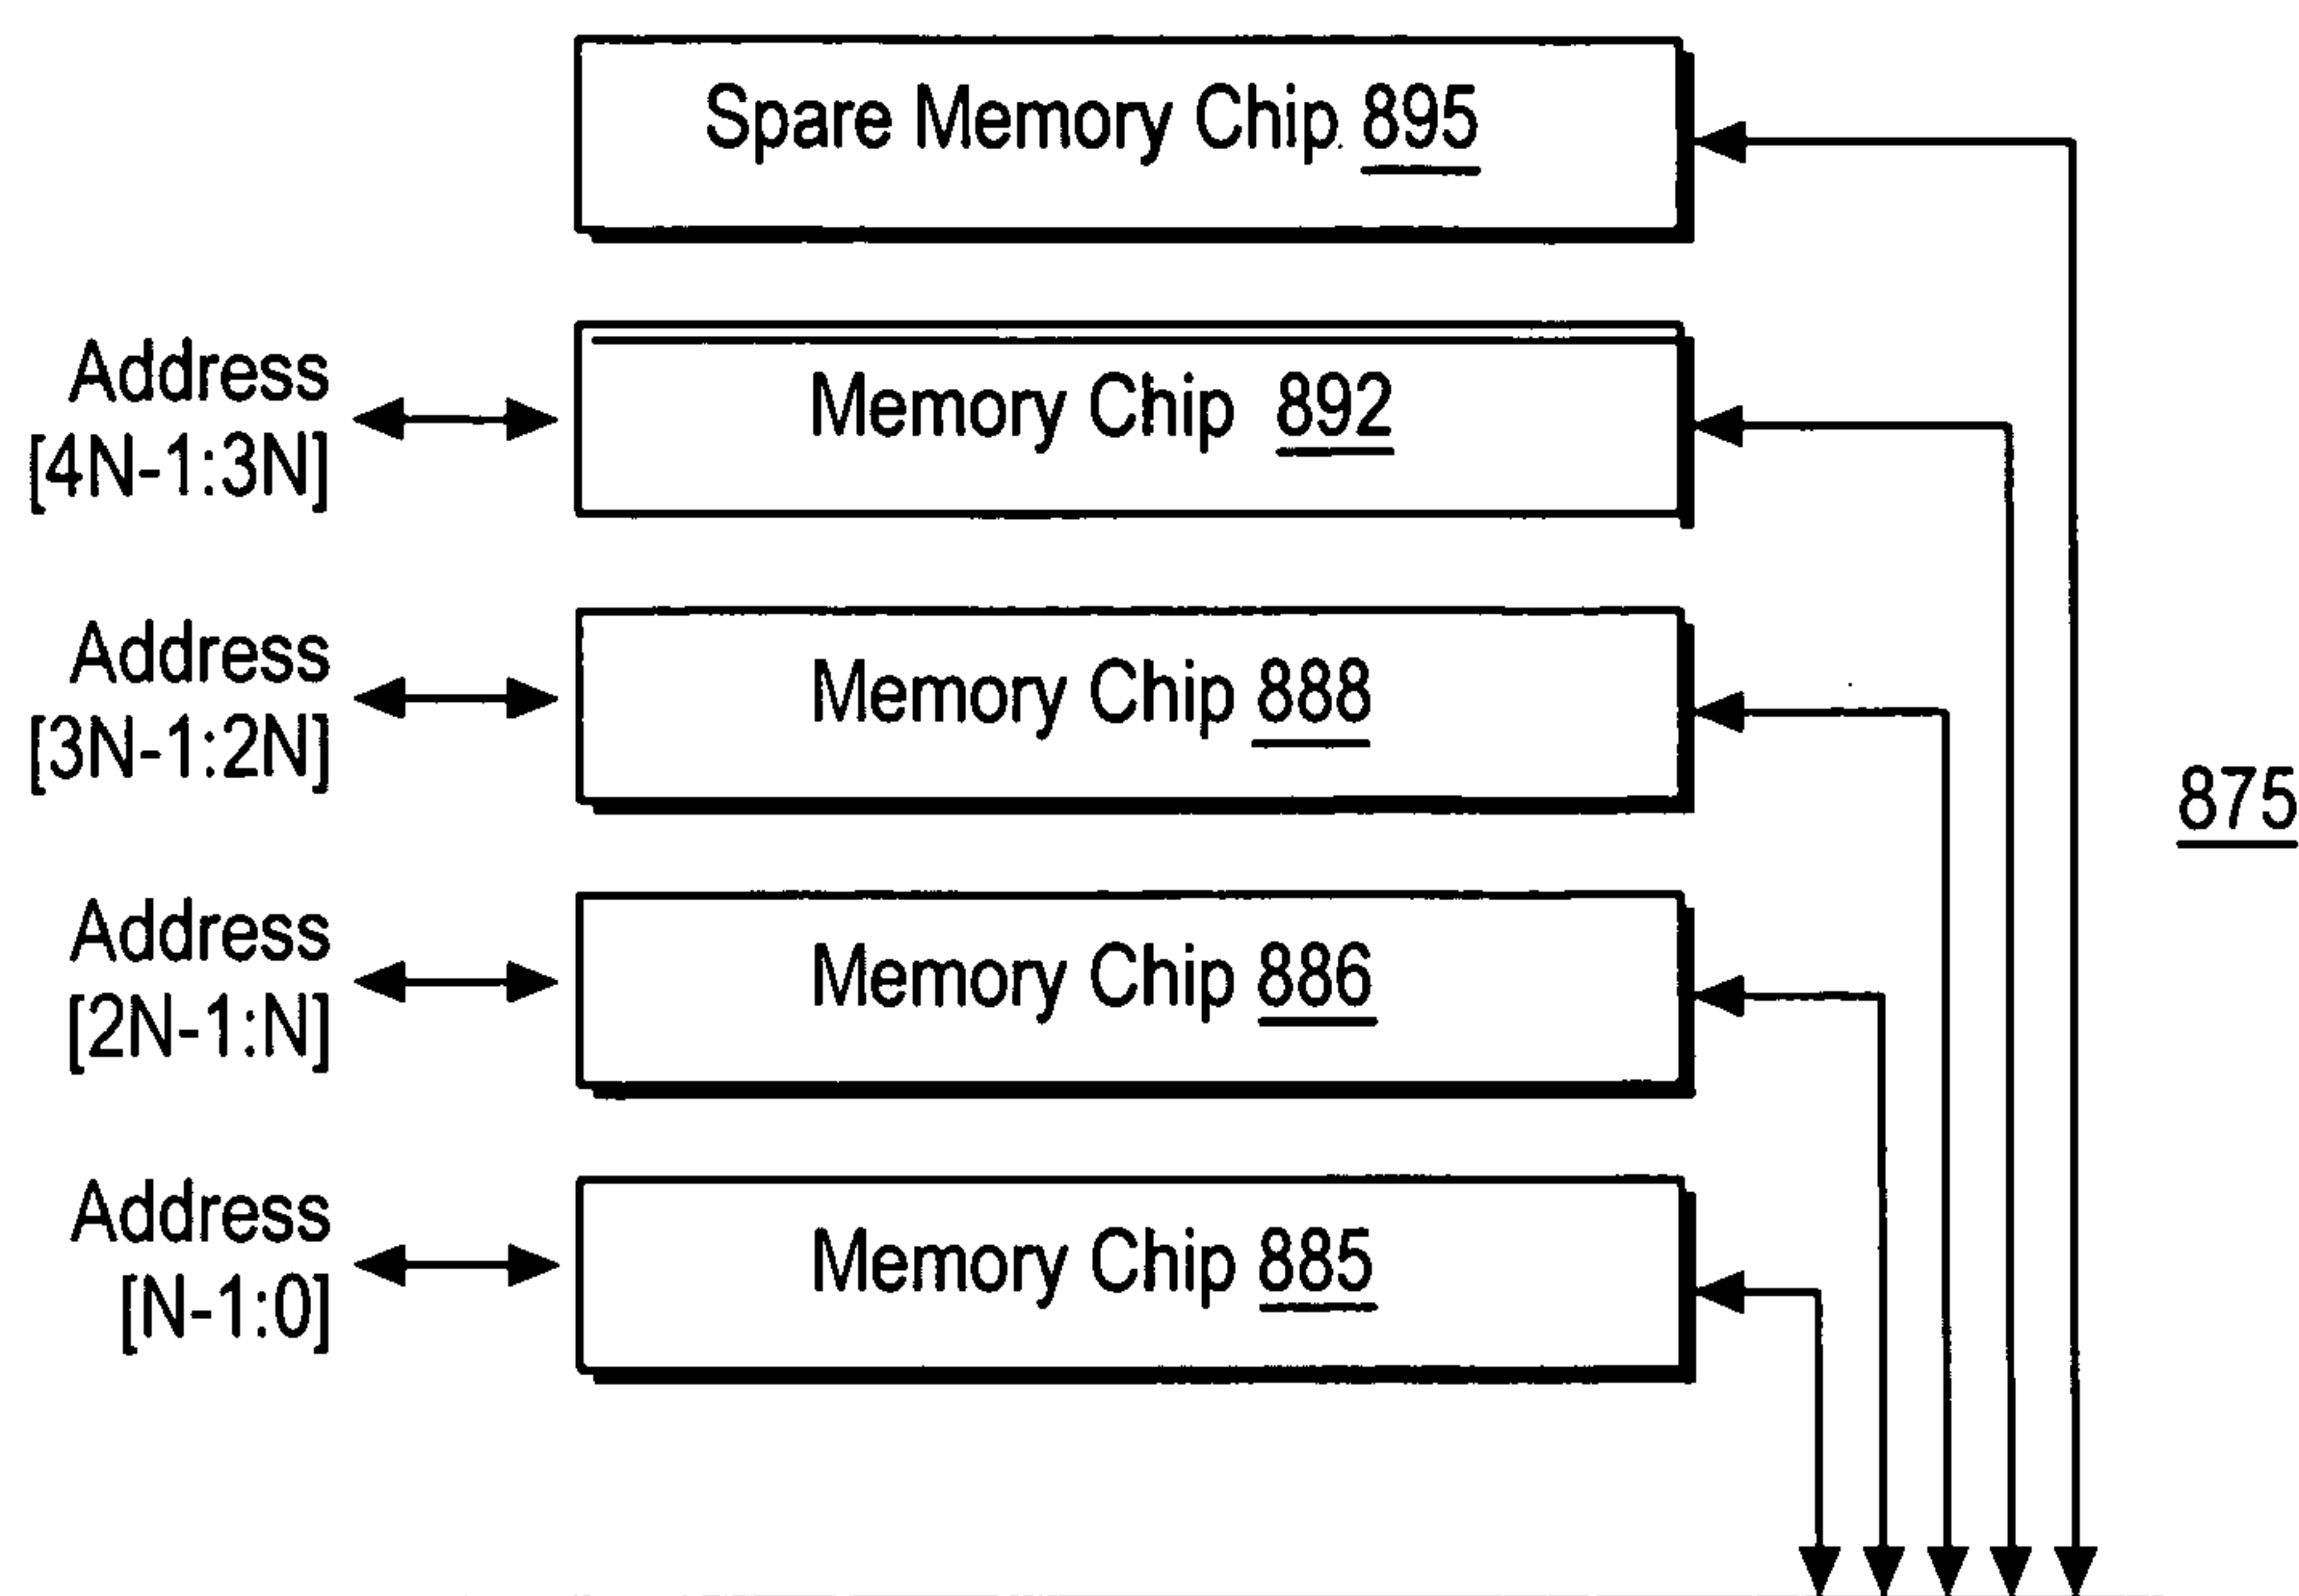 Spare Memory Chip 895
Address
[4N-1:3N]
Memory Chip 892
Address
[3N-1:2N]
Memory Chip 888
875
Address
[2N-1:N]
Memory Chip 886
Address
[N-1:0]
Memory Chip 885